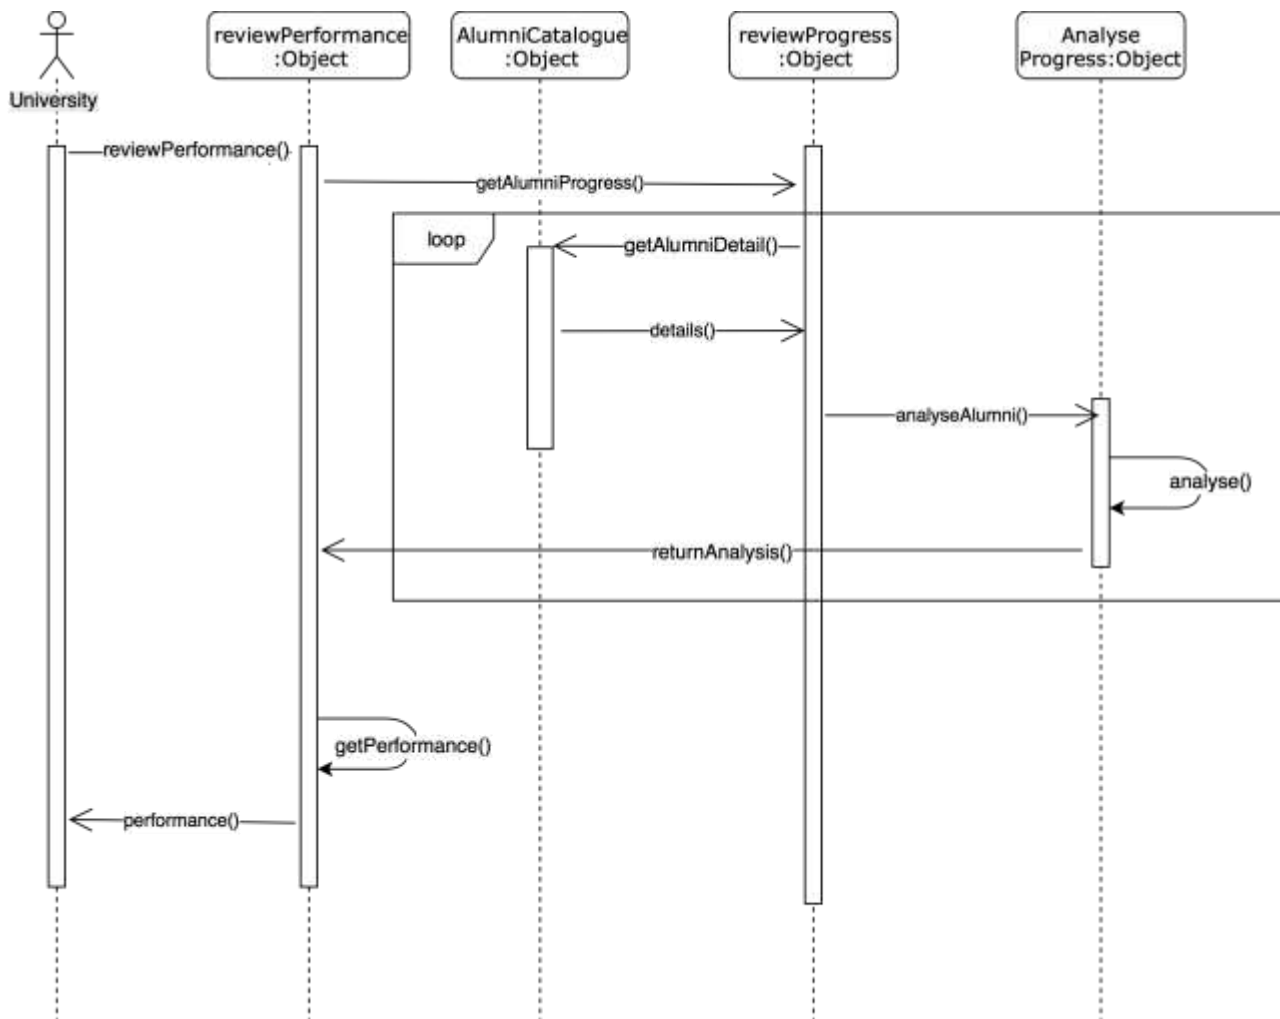 University
reviewPerformance
:Object
AlumniCatalogue
:Object
reviewProgress
:Object
Analyse
Progress:Object
reviewPerformance()
getAlumniProgress()
loop
getAlumniDetail()
details()
analyseAlumni()
analyse()
returnAnalysis()
getPerformance()
performance()